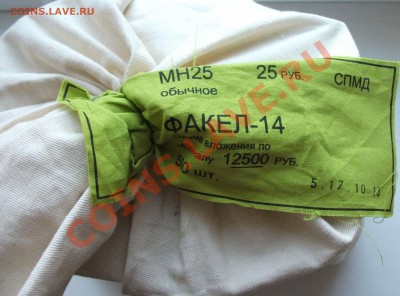 COINS.LAVE.RU
МН25 25 РУБ. СПМД
обычное
ФАКЕЛ-14
вложения по
12500 РУБ.
шт.
5.17.10.13
COINS.LAVE.RU